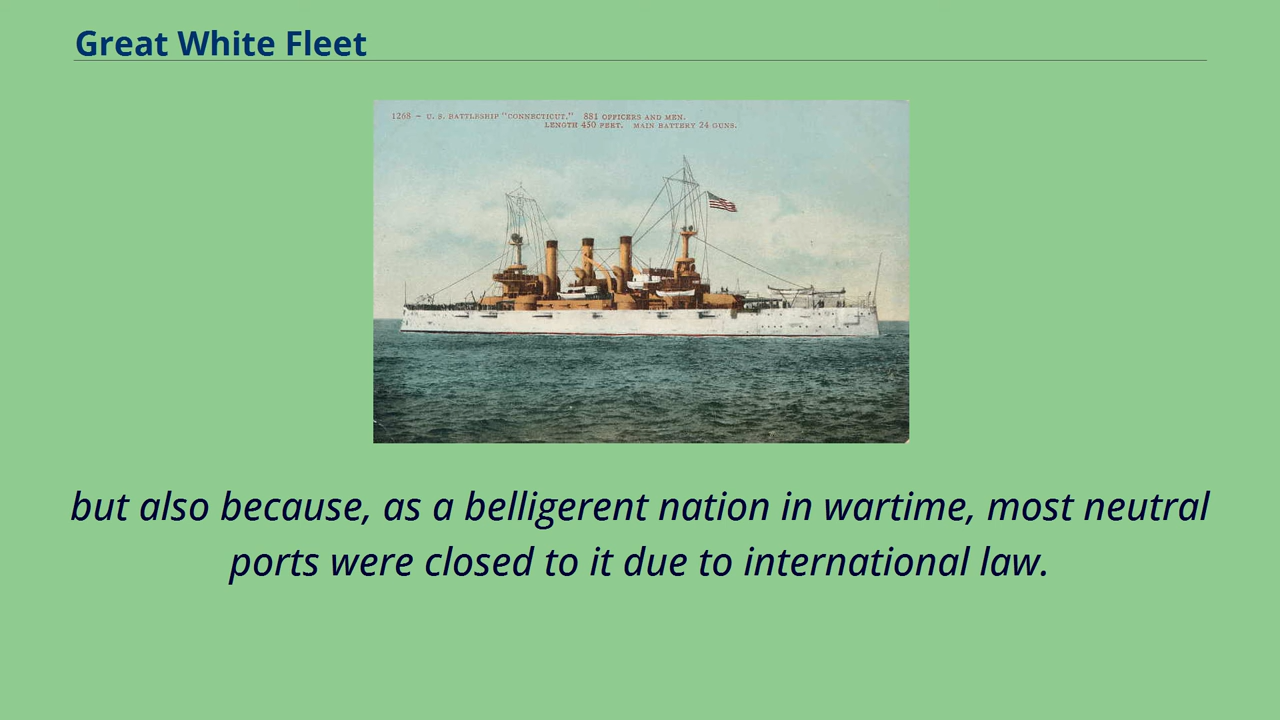 Great White Fleet
1268 – U. S. BATTLESHIP "CONNECTICUT." 881 OFFICERS AND MEN.
LENGTH 450 FEET. MAIN BATTERY 24 GUNS.
but also because, as a belligerent nation in wartime, most neutral
ports were closed to it due to international law.